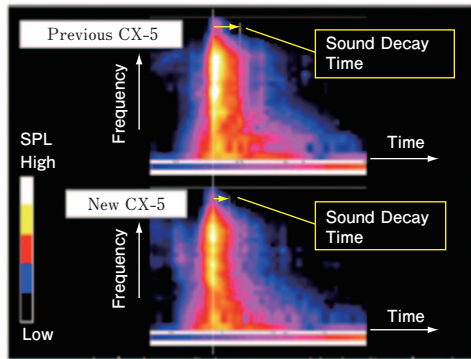 Previous CX-5
Sound Decay
Time
Frequency
Time
SPL
High
New CX-5
Sound Decay
Time
Frequency
Time
Low